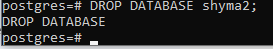 postgres=# DROP DATABASE shyma2;
DROP DATABASE
postgres=#